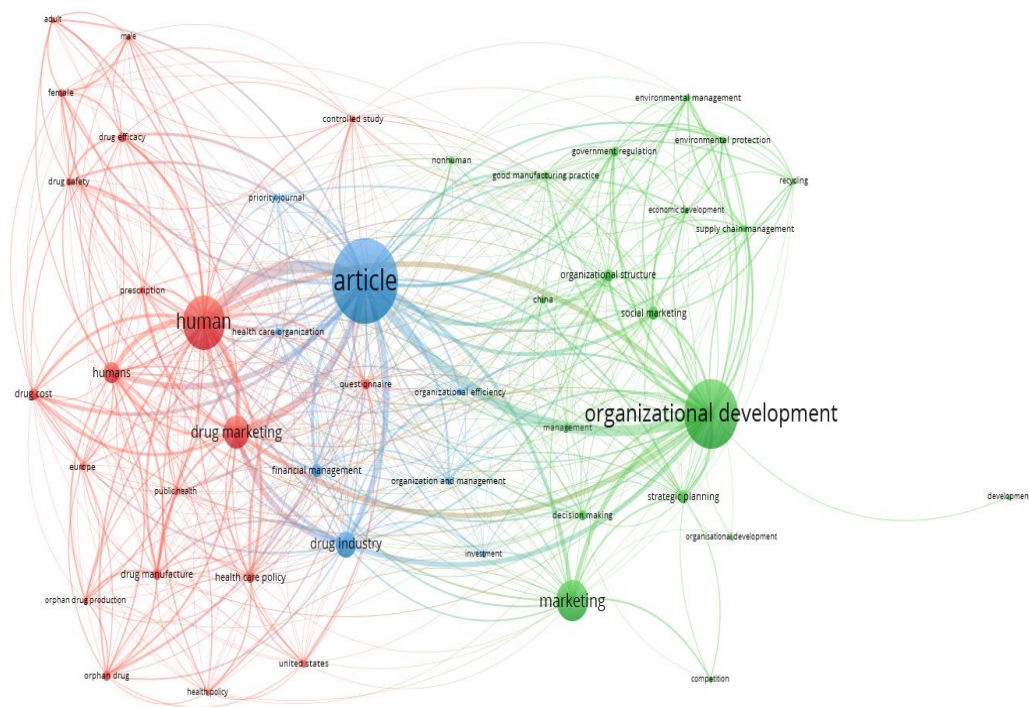 adult
male
female
drug efficacy
controlled study
drug safety
priority journal
nonhuman
environmental management
environmental protection
government regulation
good manufacturing practice
recycling
economic development
supply chain management
article
organizational structure
prescription
china
social marketing
human
health care organization
humans
questionnaire
organizational efficiency
drug cost
organizational development
drug marketing
management
europe
financial management
organization and management
public health
strategic planning
developmen
decision making
organisational development
drug industry
investment
drug manufacture
health care policy
orphan drug production
marketing
united states
orphan drug
health policy
competition